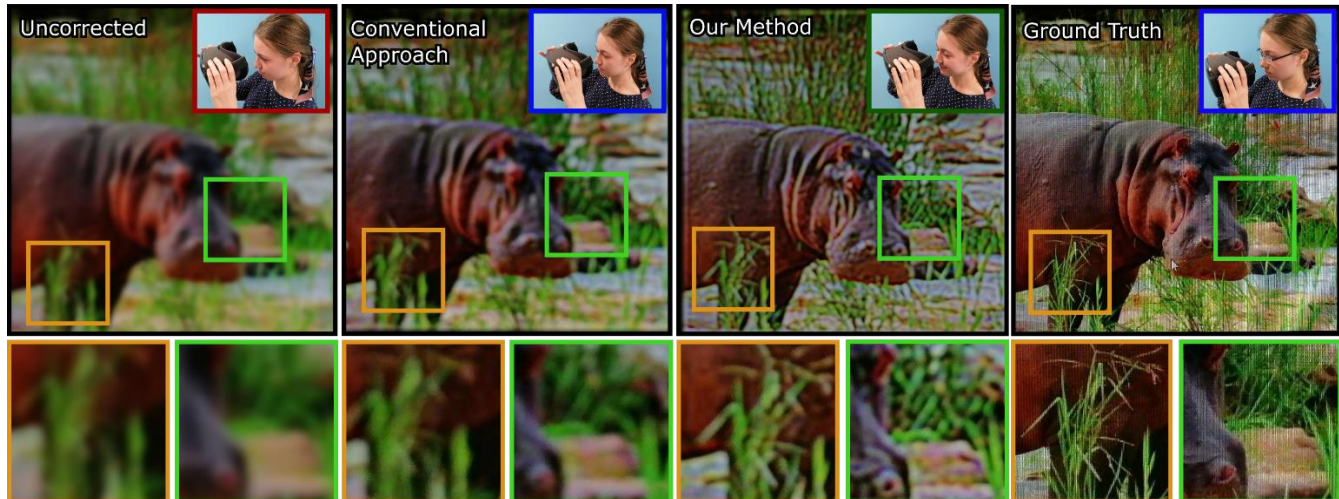 Uncorrected
Conventional
Approach
Our Method
Ground Truth